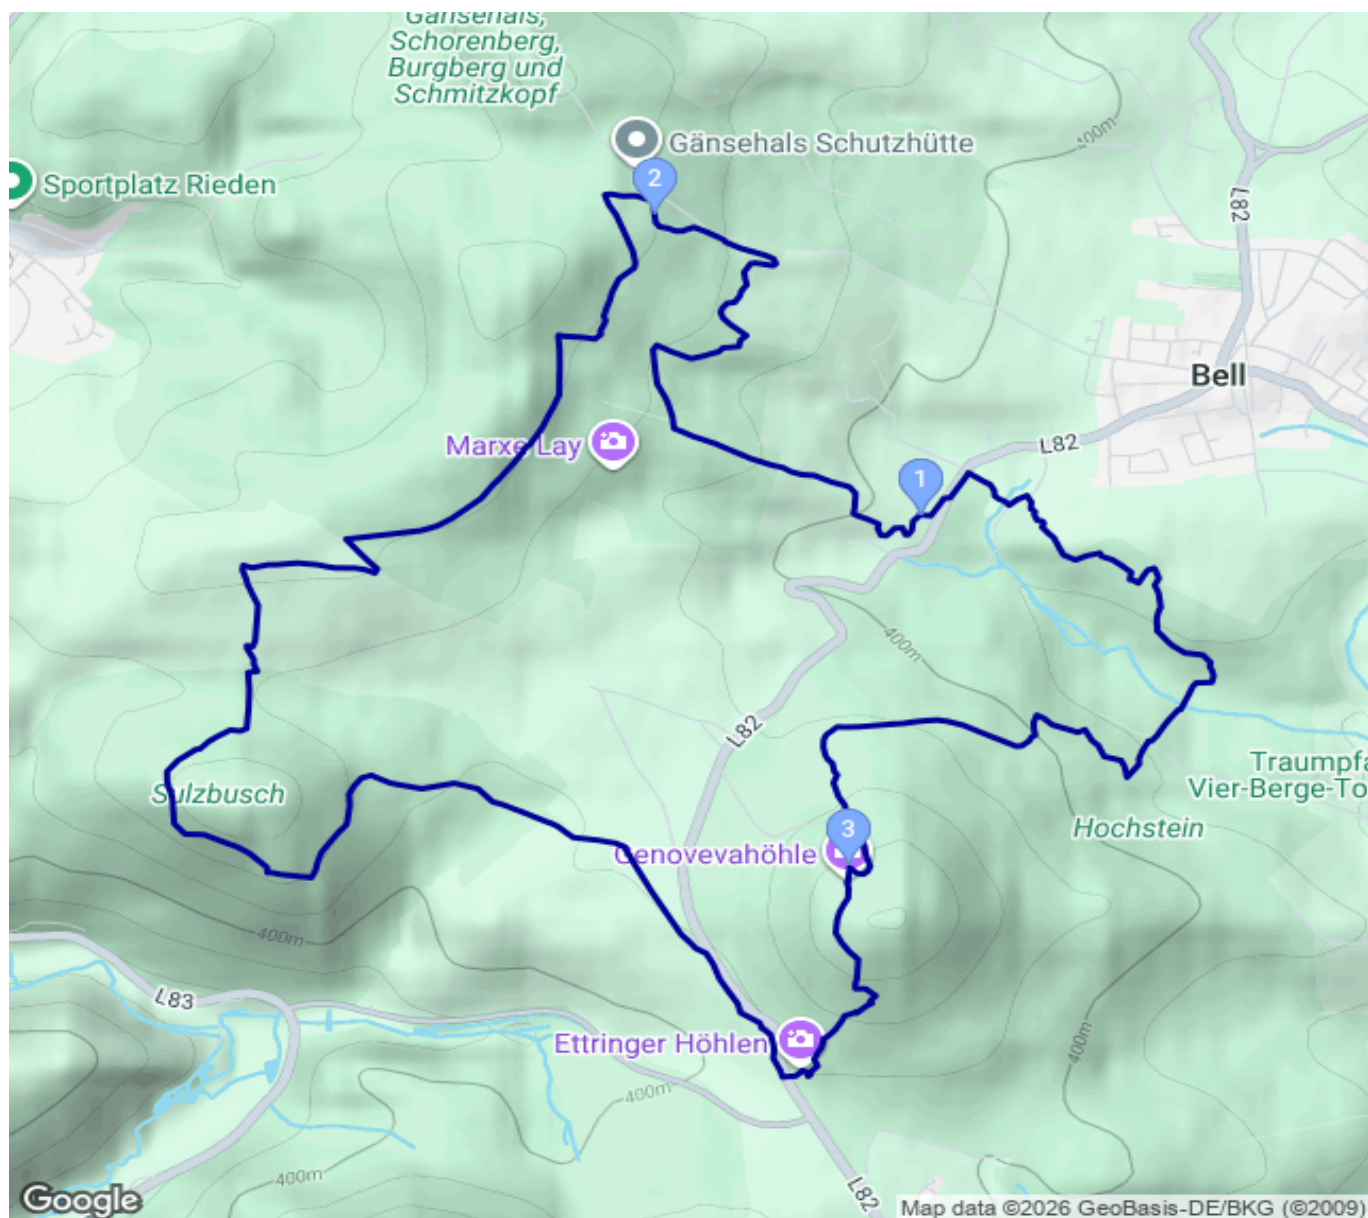 Gänsehals,
Schorenberg,
Burgberg und
Schmitzkopf
Gänsehals Schutzhütte
400m
2
Sportplatz Rieden
L82
Bell
L82
Marxe Lay
1
400m
L82
Traumpfa
Vier-Berge-To
Sulzbusch
Hochstein
3
Genovevahöhle
400m
L83
Ettringer Höhlen
400m
400m
400m
L82
Google
Map data ©2026 GeoBasis-DE/BKG (©2009)